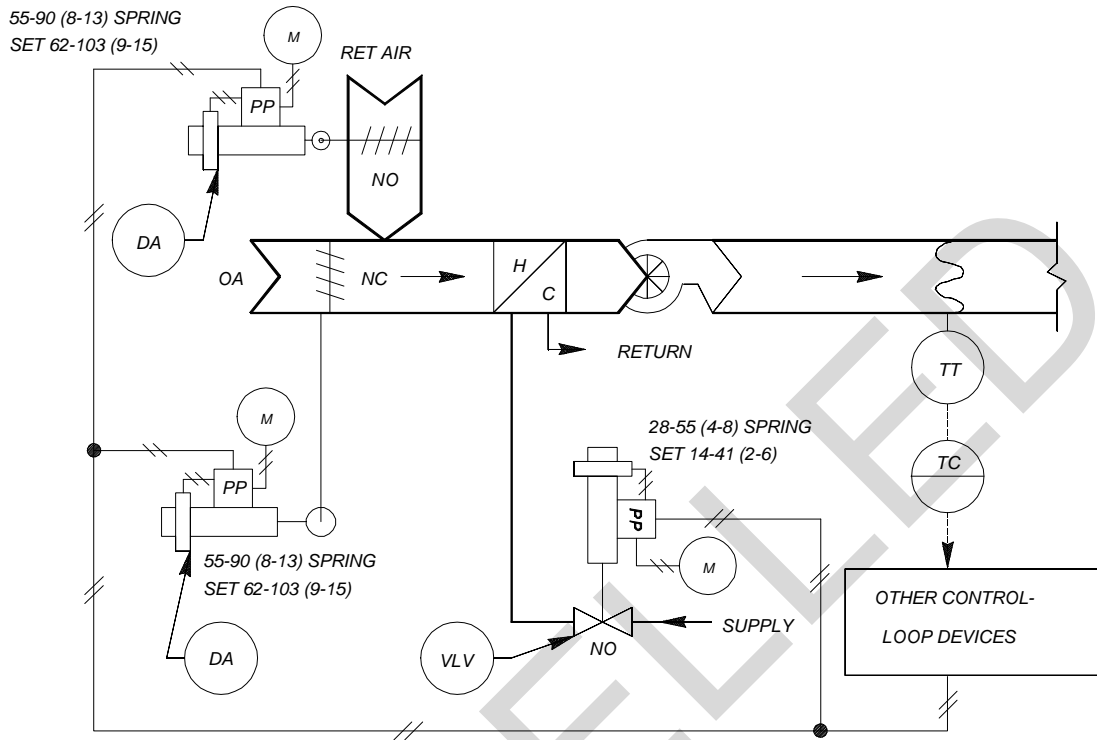 55-90 (8-13) SPRING
SET 62-103 (9-15)
M
RET AIR
PP
NO
DA
OA
NC
H
C
RETURN
TT
M
28-55 (4-8) SPRING
SET 14-41 (2-6)
TC
PP
PP
55-90 (8-13) SPRING
SET 62-103 (9-15)
M
OTHER CONTROL-
LOOP DEVICES
SUPPLY
DA
VLV
NO
ELLED